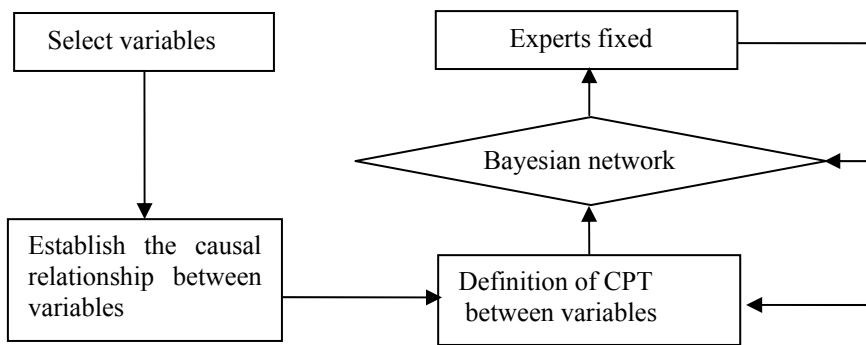 Select variables
Experts fixed
Bayesian network
Establish the causal
relationship between
variables
Definition of CPT
between variables